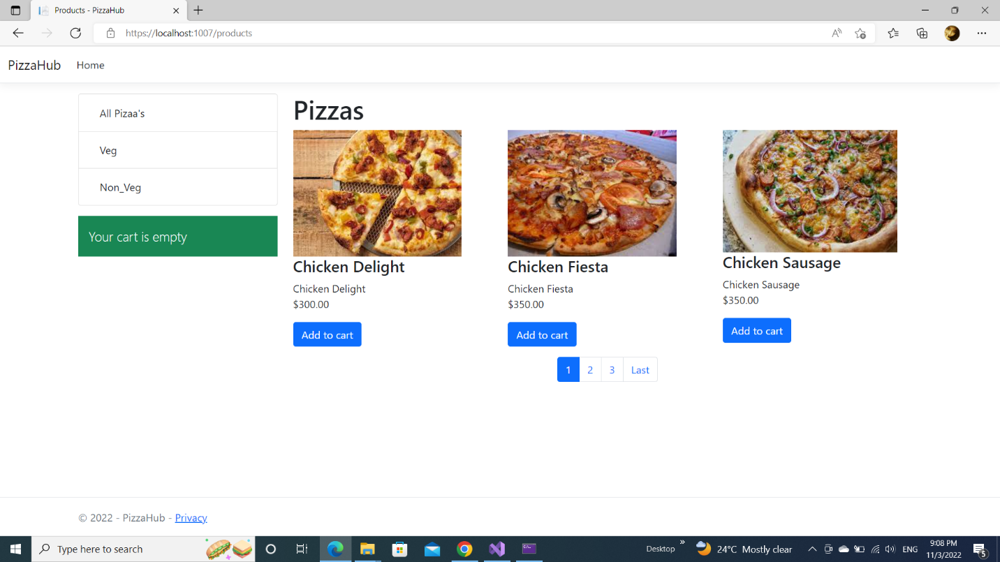 Products - PizzaHub
https://localhost:1007/products
PizzaHub Home
All Pizaa's
Veg
Non_Veg
Your cart is empty
Pizzas
Chicken Delight
Chicken Delight
$300.00
Add to cart
Chicken Fiesta
Chicken Fiesta
$350.00
Add to cart
Chicken Sausage
Chicken Sausage
$350.00
Add to cart
1 2 3 Last
© 2022 - PizzaHub - Privacy
Type here to search
Desktop
24°C Mostly clear
ENG
9:08 PM
11/3/2022
5